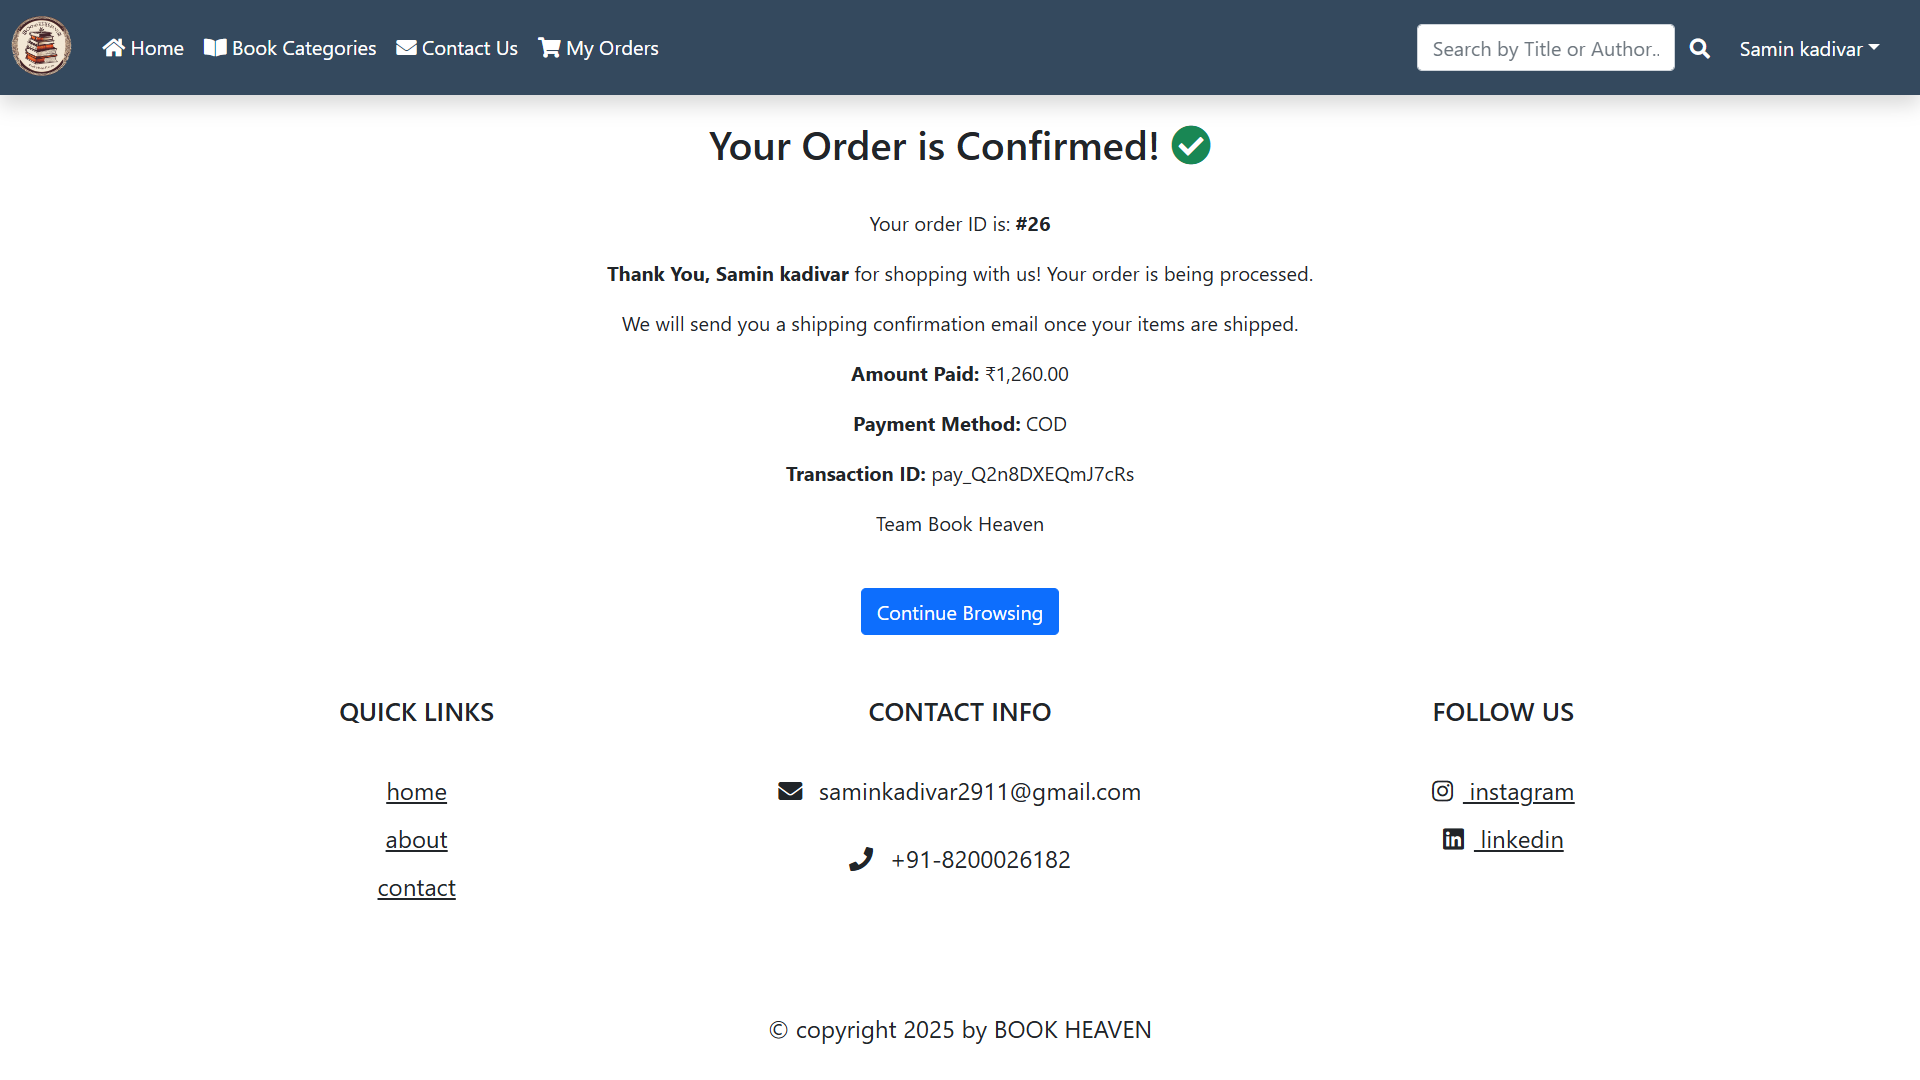 Home Book Categories Contact Us My Orders Search by Title or Author.. Samin kadivar
Your Order is Confirmed!
Your order ID is: #26
Thank You, Samin kadivar for shopping with us! Your order is being processed.
We will send you a shipping confirmation email once your items are shipped.
Amount Paid: ₹1,260.00
Payment Method: COD
Transaction ID: pay_Q2n8DXEQmJ7cRs
Team Book Heaven
Continue Browsing
QUICK LINKS
home
about
contact
CONTACT INFO
saminkadivar2911@gmail.com
+91-8200026182
FOLLOW US
instagram
linkedin
© copyright 2025 by BOOK HEAVEN